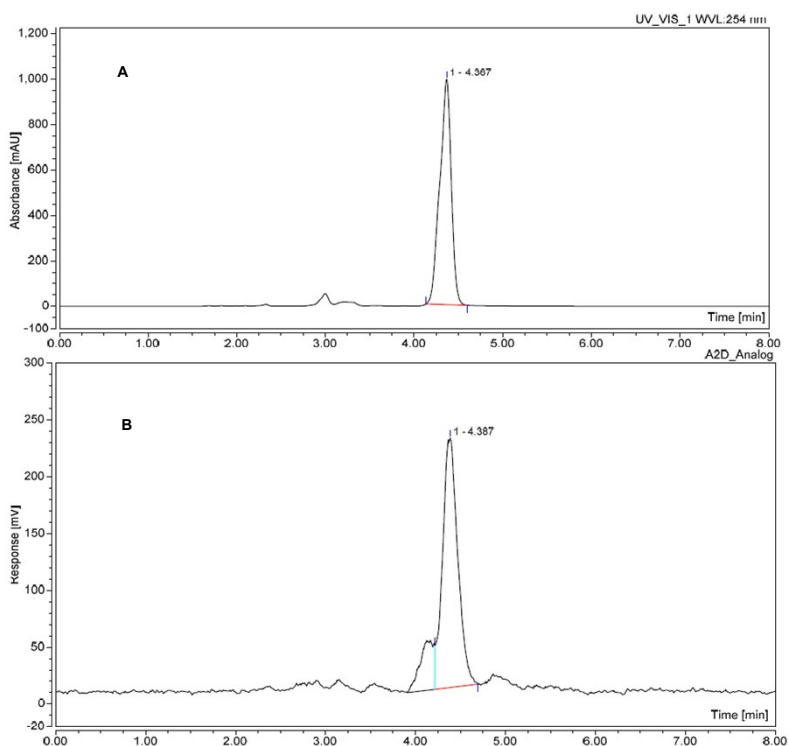 UV_VIS_1 WVL:254 nm
1,200
A
1 - 4.367
1,000
800
600
400
200
0
-100
Absorbance [mAU]
Time [min]
0.00 1.00 2.00 3.00 4.00 5.00 6.00 7.00 8.00
A2D_Analog
300
B
1 - 4.387
250
200
150
100
50
0
-20
Response [mV]
Time [min]
0.00 1.00 2.00 3.00 4.00 5.00 6.00 7.00 8.00